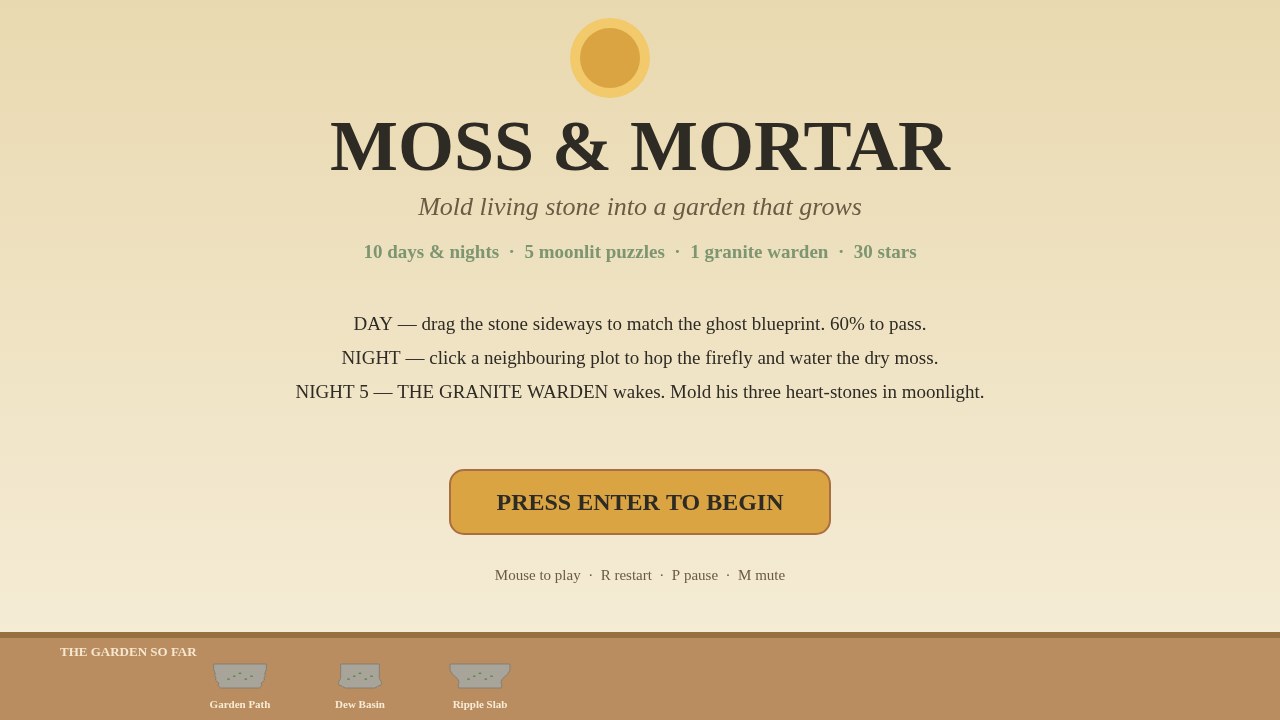 MOSS & MORTAR
Mold living stone into a garden that grows
10 days & nights · 5 moonlit puzzles · 1 granite warden · 30 stars
DAY — drag the stone sideways to match the ghost blueprint. 60% to pass.
NIGHT — click a neighbouring plot to hop the firefly and water the dry moss.
NIGHT 5 — THE GRANITE WARDEN wakes. Mold his three heart-stones in moonlight.
PRESS ENTER TO BEGIN
Mouse to play · R restart · P pause · M mute
THE GARDEN SO FAR
Garden Path Dew Basin Ripple Slab